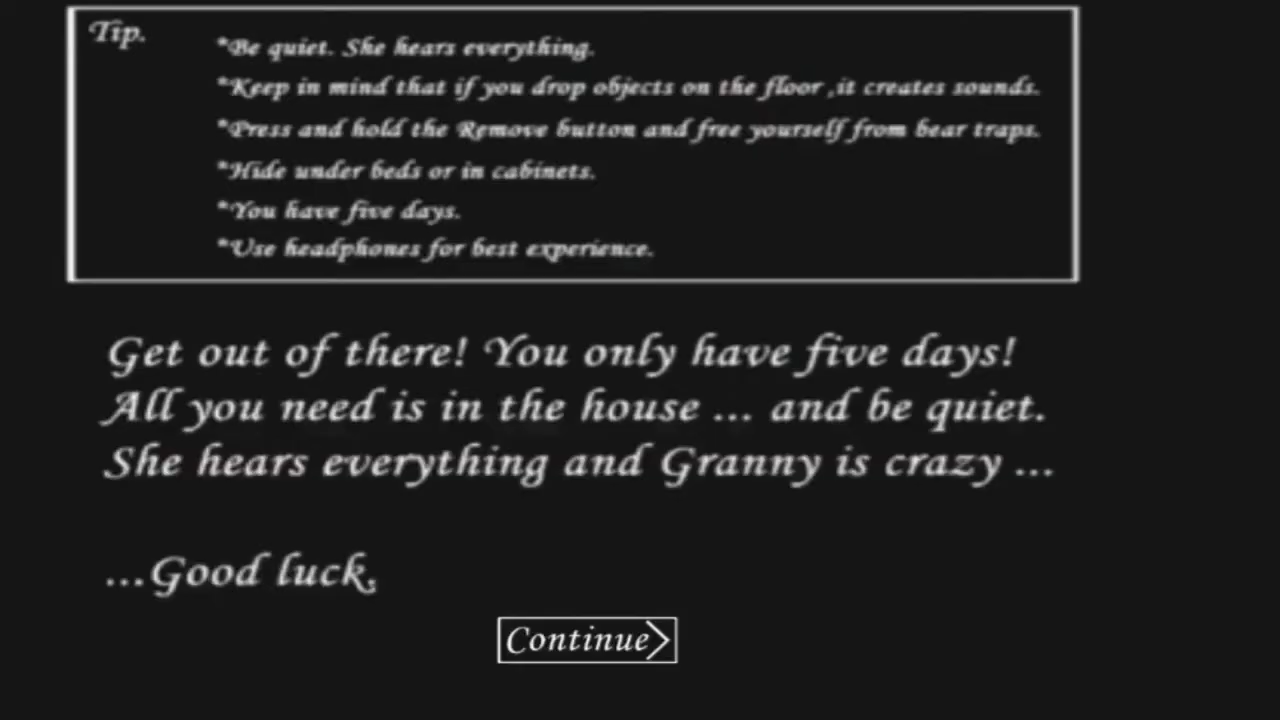 Tip.
*Be quiet. She hears everything.
*Keep in mind that if you drop objects on the floor ,it creates sounds.
*Press and hold the Remove button and free yourself from bear traps.
*Hide under beds or in cabinets.
*You have five days.
*Use headphones for best experience.
Get out of there! You only have five days!
All you need is in the house ... and be quiet.
She hears everything and Granny is crazy ...
...Good luck.
Continue>